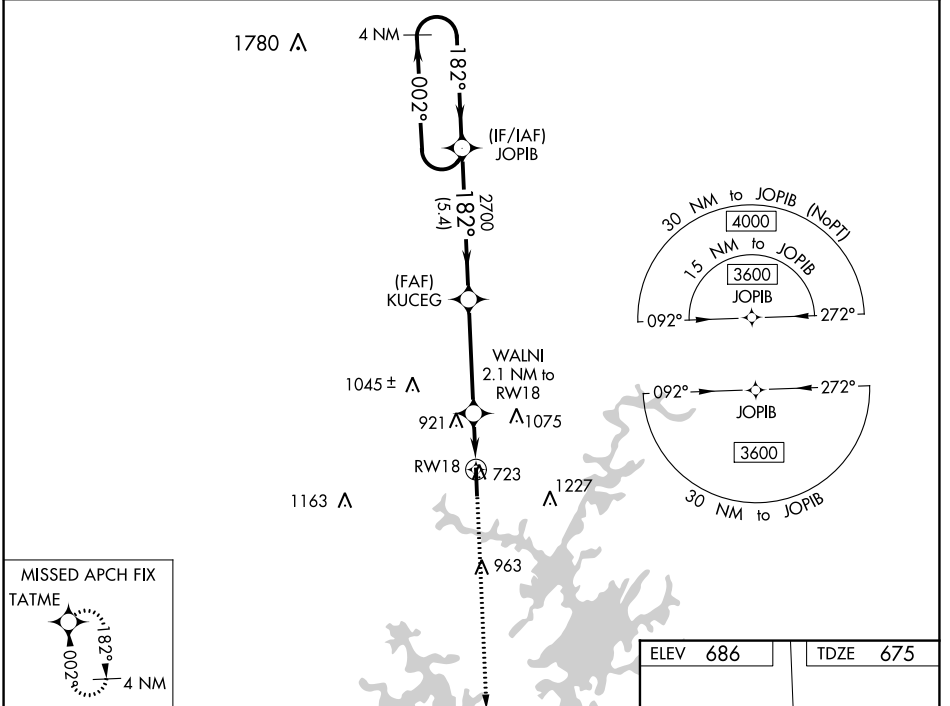 1780
4 NM
182°
002°
(IF/IAF)
JOPIB
2700
182°
(5.4)
(FAF)
KUCEG
WALNI
2.1 NM to
RW18
1045 ±
921
1075
RW18
723
1163
1227
963
30 NM to JOPIB (NoPT)
4000
15 NM to JOPIB
3600
JOPIB
092°
272°
092°
272°
JOPIB
3600
30 NM to JOPIB
MISSED APCH FIX
TATME
182°
002°
4 NM
ELEV 686
TDZE 675